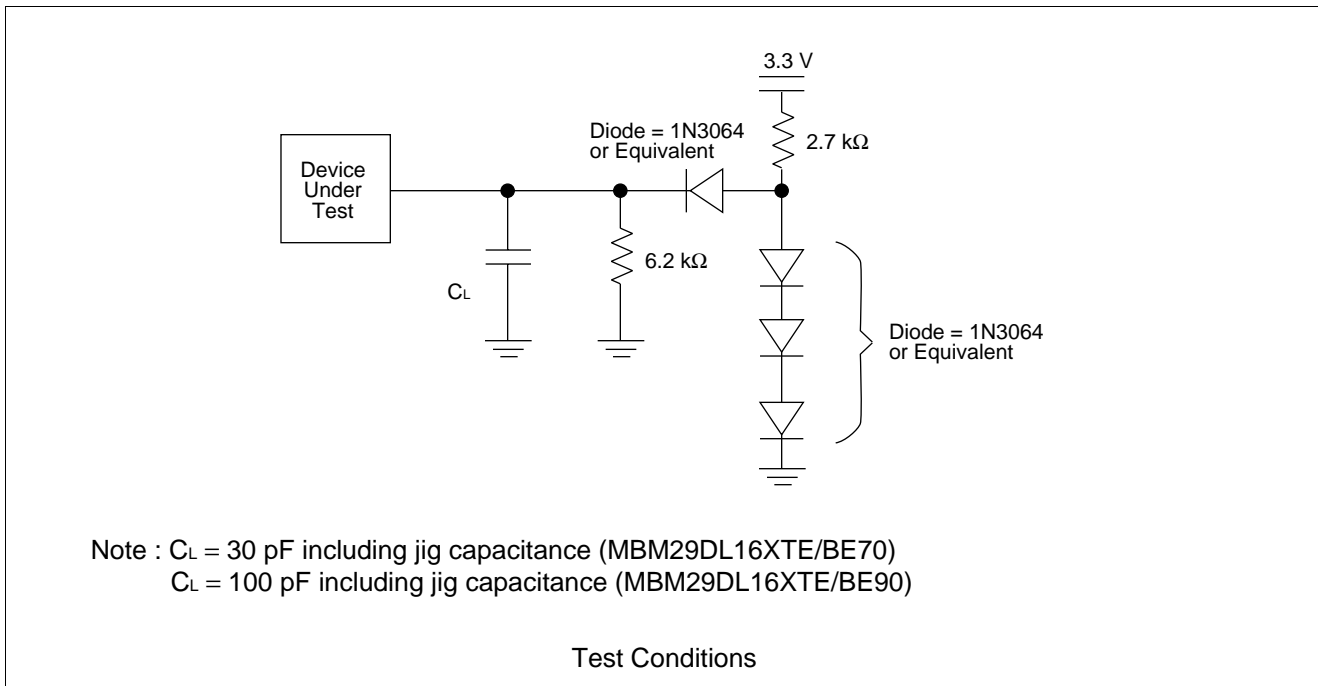 3.3 V
Diode = 1N3064
or Equivalent
2.7 kΩ
Device
Under
Test
6.2 kΩ
CL
Diode = 1N3064
or Equivalent
Note : CL = 30 pF including jig capacitance (MBM29DL16XTE/BE70)
CL = 100 pF including jig capacitance (MBM29DL16XTE/BE90)
Test Conditions